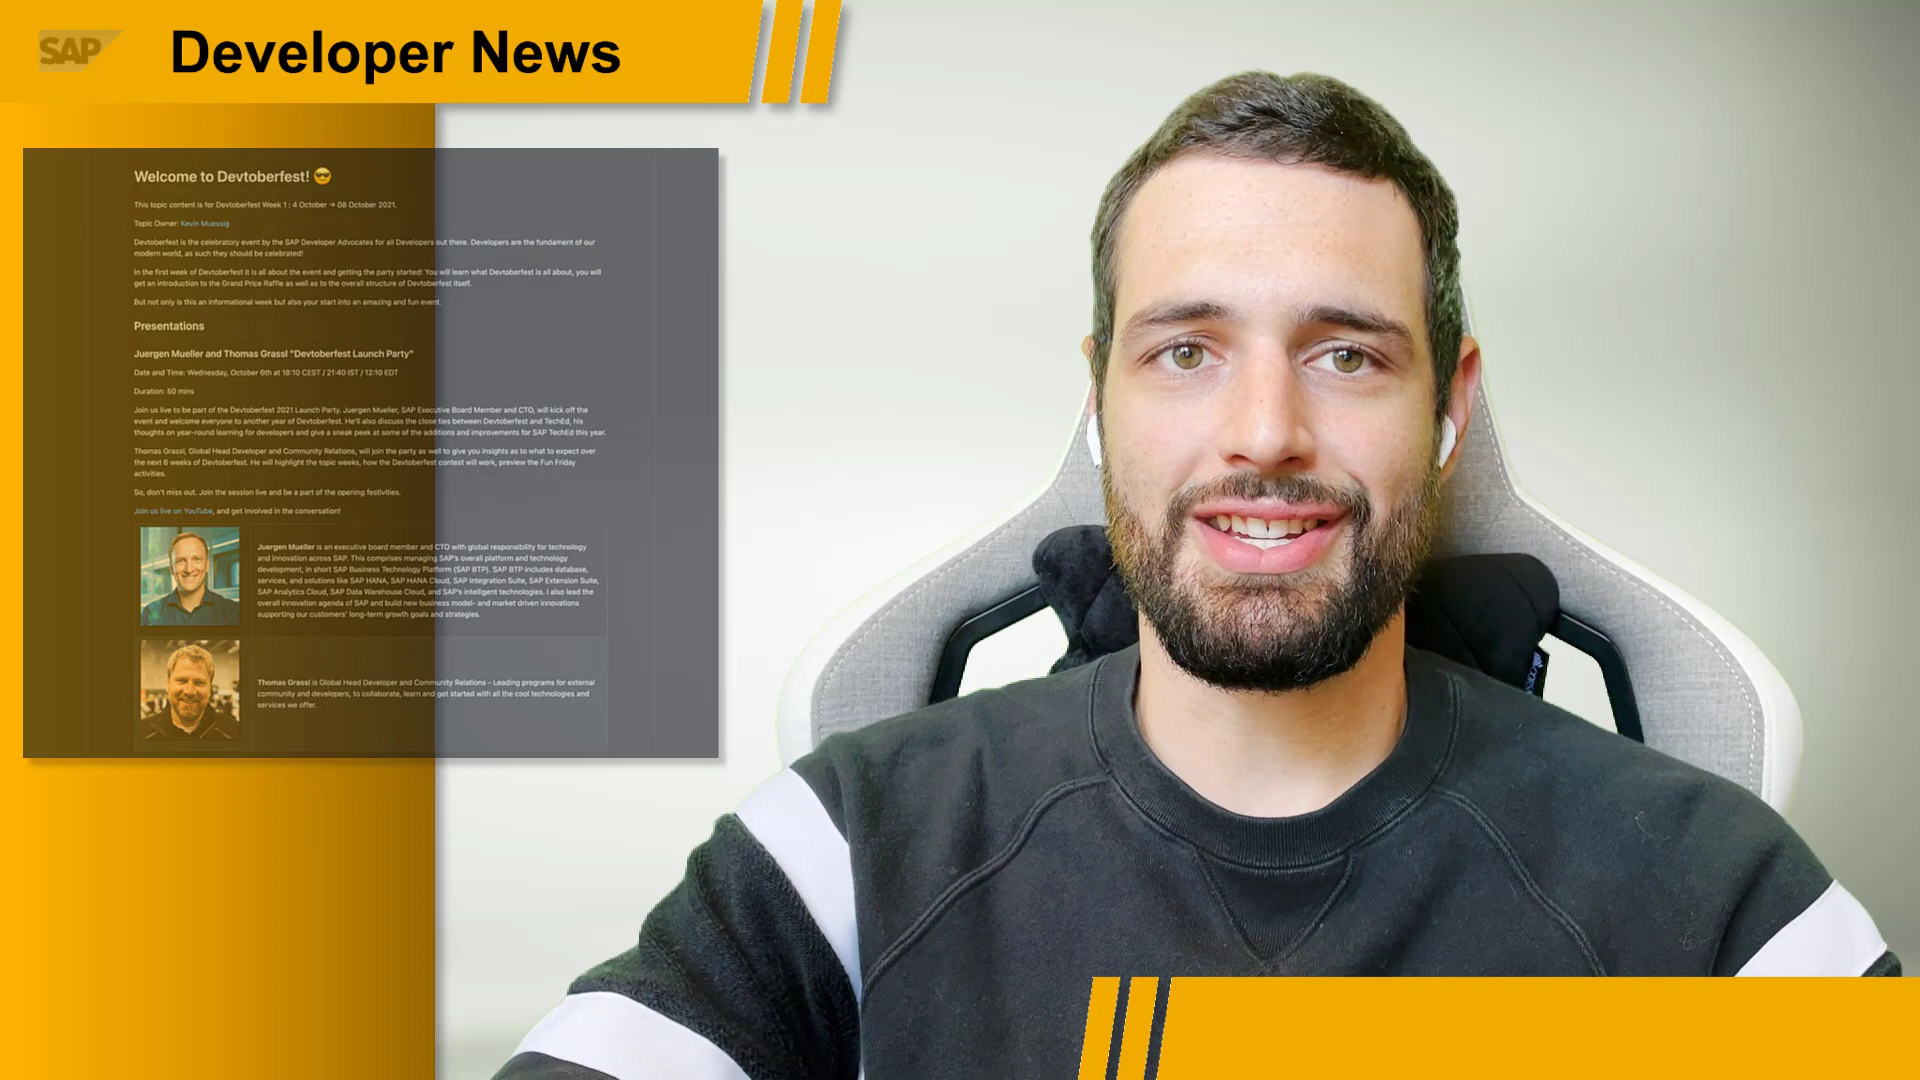 SAP
Developer News
Welcome to Devtoberfest! 😎
This topic content is for Devtoberfest Week 1 : 4 October → 08 October 2021.
Topic Owner: Kevin Muessig
Devtoberfest is the celebratory event by the SAP Developer Advocates for all Developers out there. Developers are the fundament of our
modern world, as such they should be celebrated!
In the first week of Devtoberfest it is all about the event and getting the party started! You will learn what Devtoberfest is all about, you will
get an introduction to the Grand Price Raffle as well as to the overall structure of Devtoberfest itself.
But not only is this an informational week but also your start into an amazing and fun event.
Presentations
Juergen Mueller and Thomas Grassl "Devtoberfest Launch Party"
Date and Time: Wednesday, October 6th at 18:10 CEST / 21:40 IST / 12:10 EDT
Duration: 50 mins
Join us live to be part of the Devtoberfest 2021 Launch Party. Juergen Mueller, SAP Executive Board Member and CTO, will kick off the
event and welcome everyone to another year of Devtoberfest. He'll also discuss the close ties between Devtoberfest and TechEd, his
thoughts on year-round learning for developers and give a sneak peek at some of the additions and improvements for SAP TechEd this year.
Thomas Grassl, Global Head Developer and Community Relations, will join the party as well to give you insights as to what to expect over
the next 6 weeks of Devtoberfest. He will highlight the topic weeks, how the Devtoberfest contest will work, preview the Fun Friday
activities.
So, don't miss out. Join the session live and be a part of the opening festivities.
Join us live on YouTube, and get involved in the conversation!
Juergen Mueller is an executive board member and CTO with global responsibility for technology
and innovation across SAP. This comprises managing SAP's overall platform and technology
development, in short SAP Business Technology Platform (SAP BTP). SAP BTP includes database,
services, and solutions like SAP HANA, SAP HANA Cloud, SAP Integration Suite, SAP Extension Suite,
SAP Analytics Cloud, SAP Data Warehouse Cloud, and SAP's intelligent technologies. I also lead the
overall innovation agenda of SAP and build new business model- and market driven innovations
supporting our customers' long-term growth goals and strategies.
Thomas Grassl is Global Head Developer and Community Relations – Leading programs for external
community and developers, to collaborate, learn and get started with all the cool technologies and
services we offer.